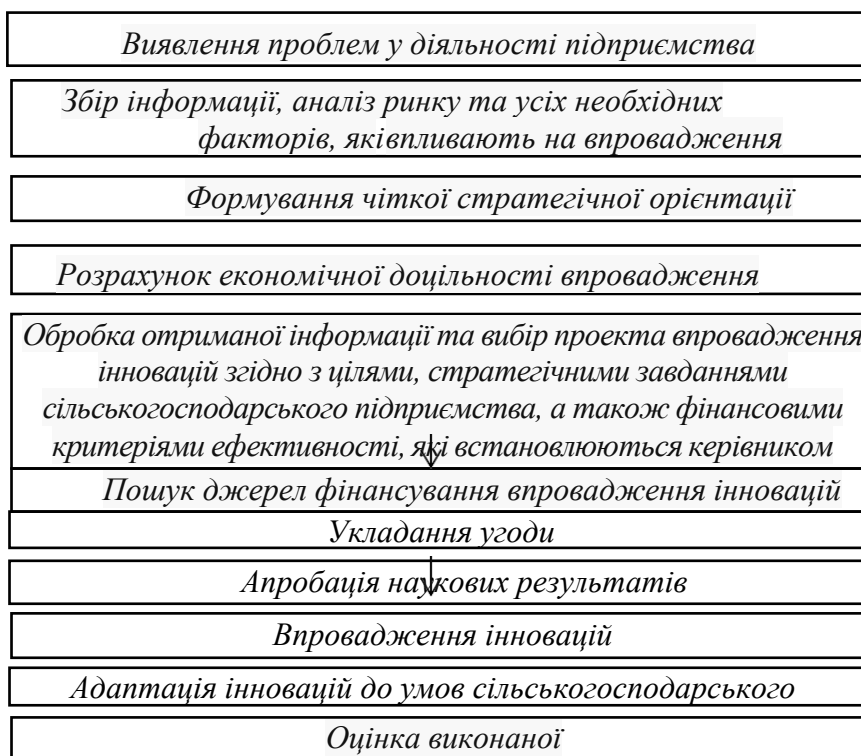 Виявлення проблем у діяльності підприємства
Збір інформації, аналіз ринку та усіх необхідних
факторів, яківпливають на впровадження
Формування чіткої стратегічної орієнтації
Розрахунок економічної доцільності впровадження
Обробка отриманої інформації та вибір проекта впровадження
інновацій згідно з цілями, стратегічними завданнями
сільськогосподарського підприємства, а також фінансовими
критеріями ефективності, які встановлюються керівником
Пошук джерел фінансування впровадження інновацій
Укладання угоди
Апробація наукових результатів
Впровадження інновацій
Адаптація інновацій до умов сільськогосподарського
Оцінка виконаної